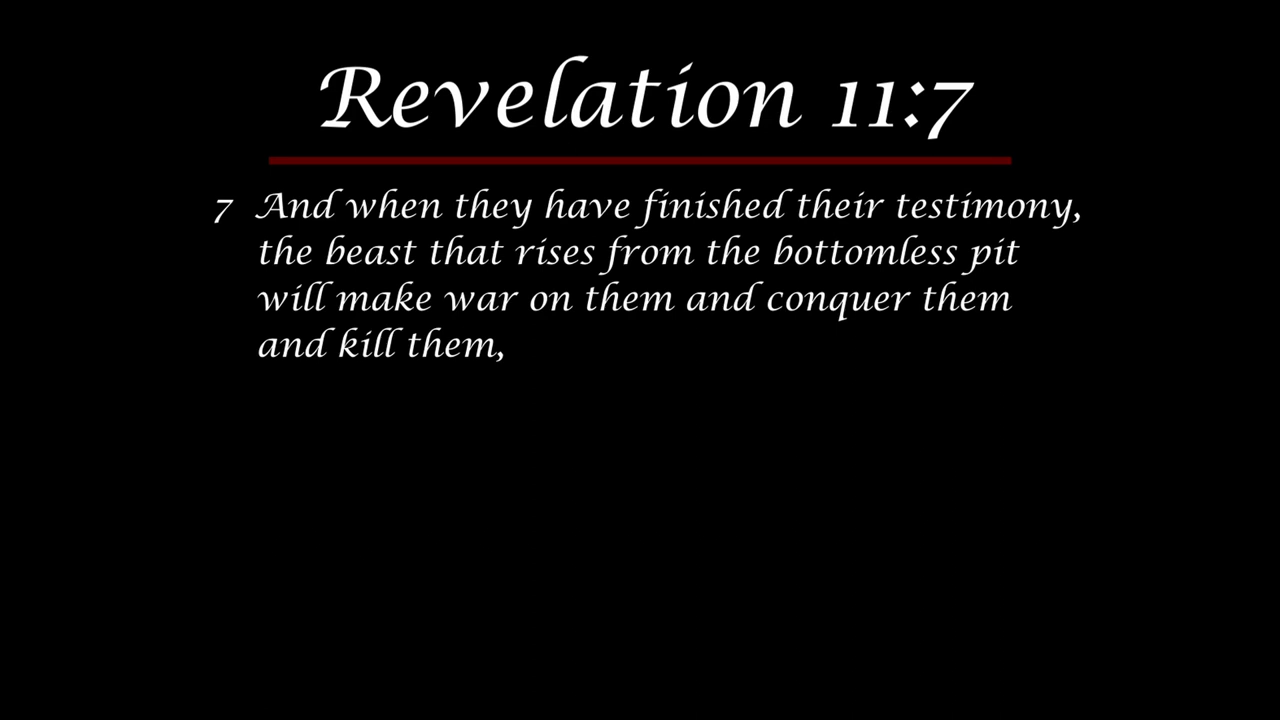 Revelation 11:7
7 And when they have finished their testimony,
the beast that rises from the bottomless pit
will make war on them and conquer them
and kill them,